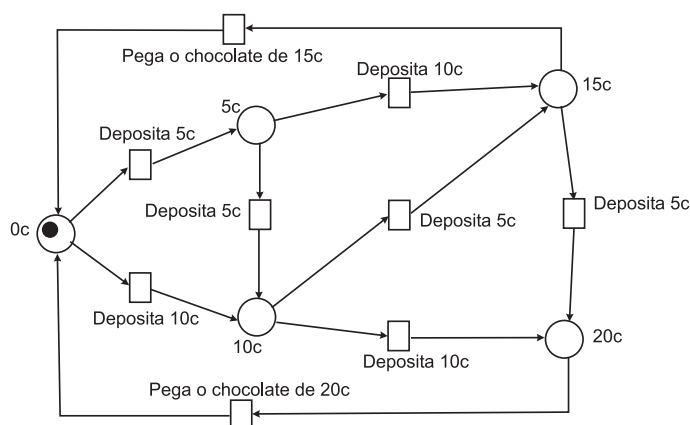 Pega o chocolate de 15c
Deposita 10c
15c
5c
Deposita 5c
Deposita 5c
Deposita 5c
Deposita 5c
0c
Deposita 10c
10c
20c
Deposita 10c
Pega o chocolate de 20c